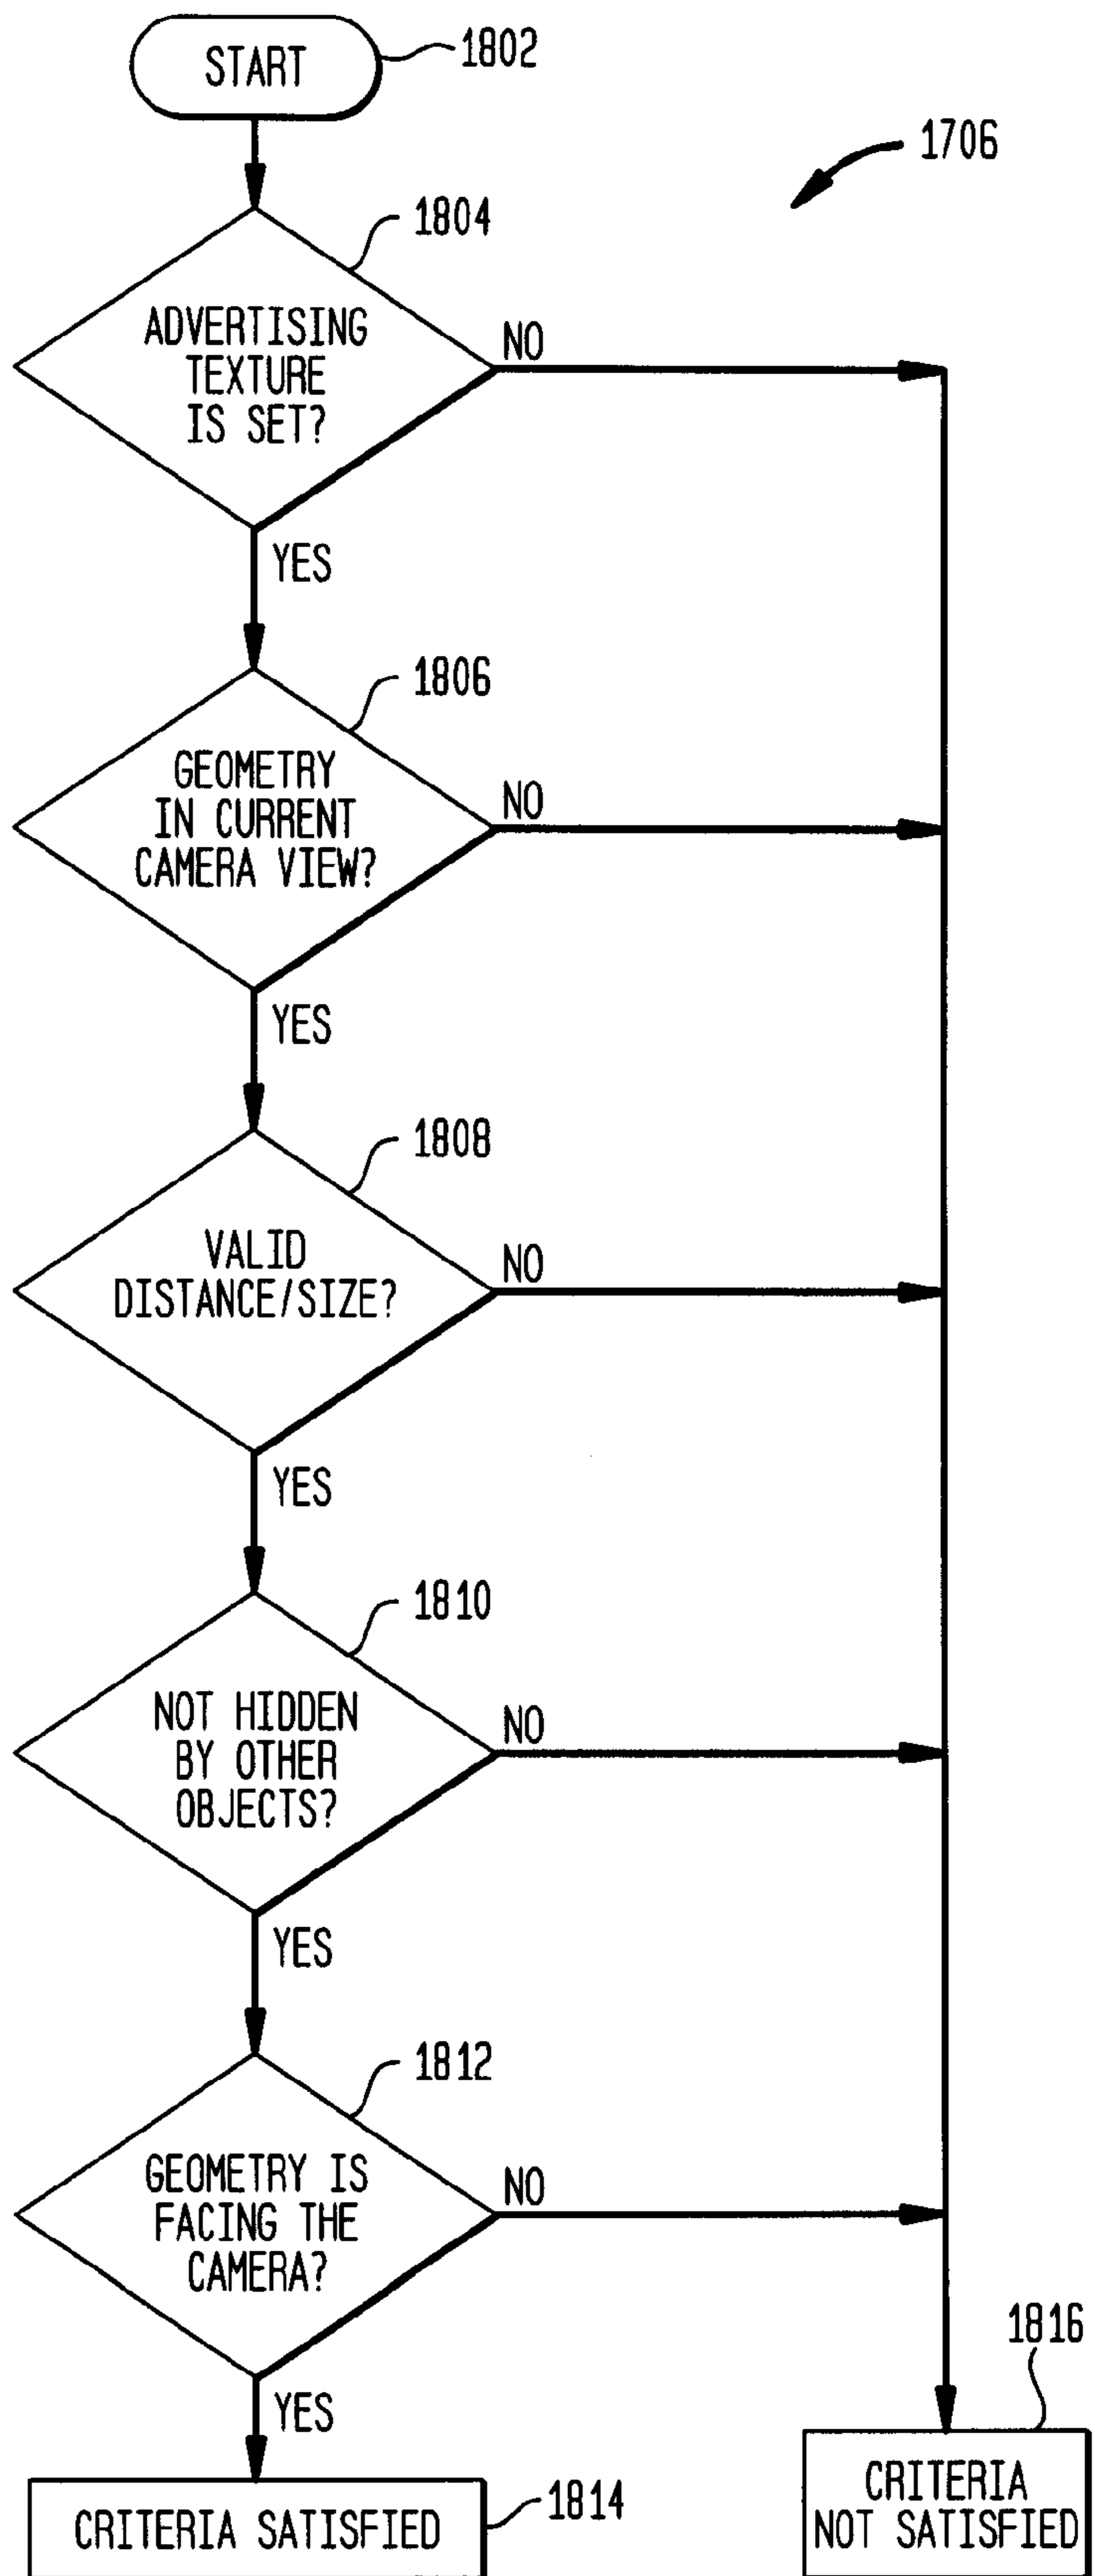 START
1802
1706
1804
ADVERTISING
TEXTURE
IS SET?
NO
YES
1806
GEOMETRY
IN CURRENT
CAMERA VIEW?
NO
YES
1808
VALID
DISTANCE/SIZE?
NO
YES
1810
NOT HIDDEN
BY OTHER
OBJECTS?
NO
YES
1812
GEOMETRY IS
FACING THE
CAMERA?
NO
YES
1816
CRITERIA
NOT SATISFIED
CRITERIA SATISFIED
1814